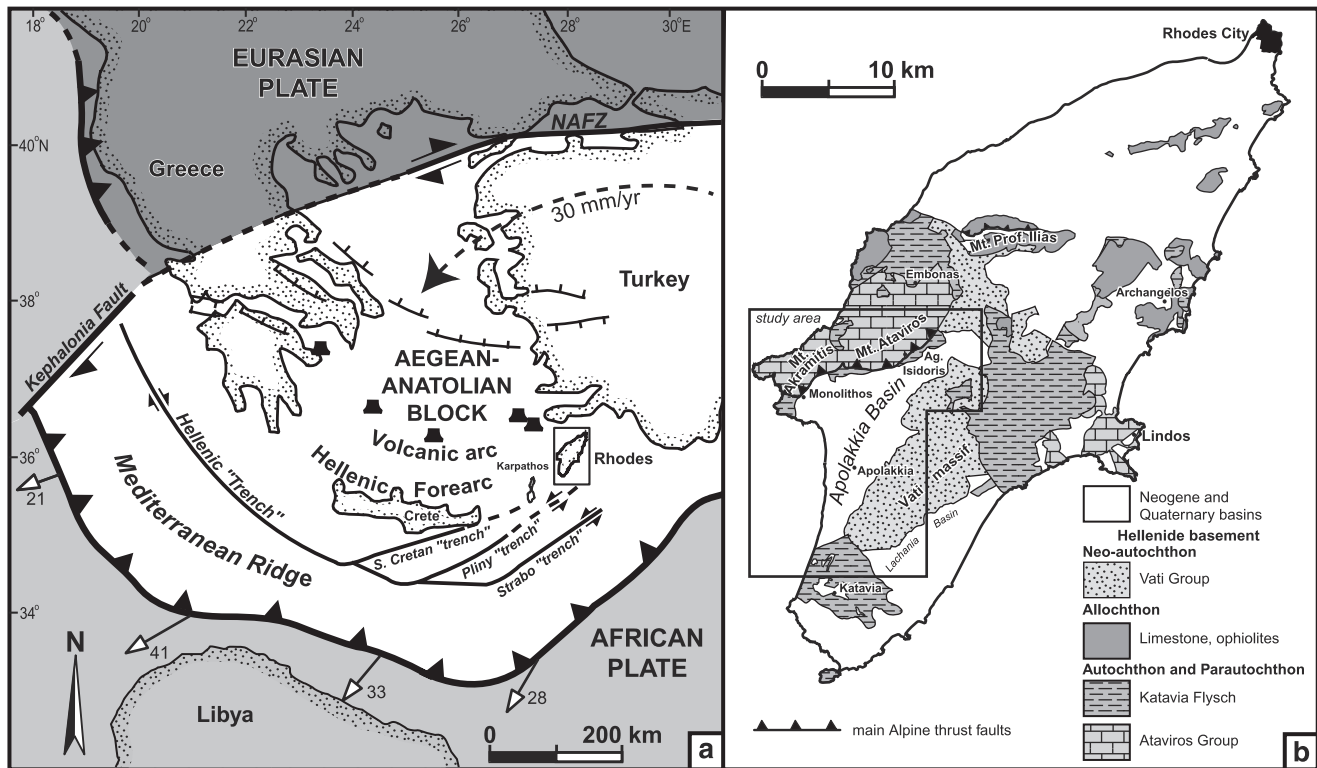 18°
20°
22°
24°
26°
28°
30°E
EURASIAN
PLATE
NAFZ
40°N
Greece
30 mm/yr
Turkey
38°
Kephalonia Fault
AEGEAN-
ANATOLIAN
BLOCK
Volcanic arc
Hellenic Forearc
Karpathos
Rhodes
Crete
36°
21
Hellenic "Trench"
Mediterranean Ridge
S. Cretan "trench"
Pliny "trench"
Strabo "trench"
34°
N
41
33
28
AFRICAN
PLATE
Libya
0 200 km
a
Rhodes City
0 10 km
Mt. Prof. Ilias
Embonas
Archangelos
study area
Mt. Ataviros
Mt.
Akramitis
Ag.
Isidoris
Monolithos
Apolakkia Basin
Apolakkia
Vati massif
Lindos
Lachania Basin
Katavia
Neogene and
Quaternary basins
Hellenide basement
Neo-autochthon
Vati Group
Allochthon
Limestone, ophiolites
Autochthon and Parautochthon
Katavia Flysch
Ataviros Group
main Alpine thrust faults
b